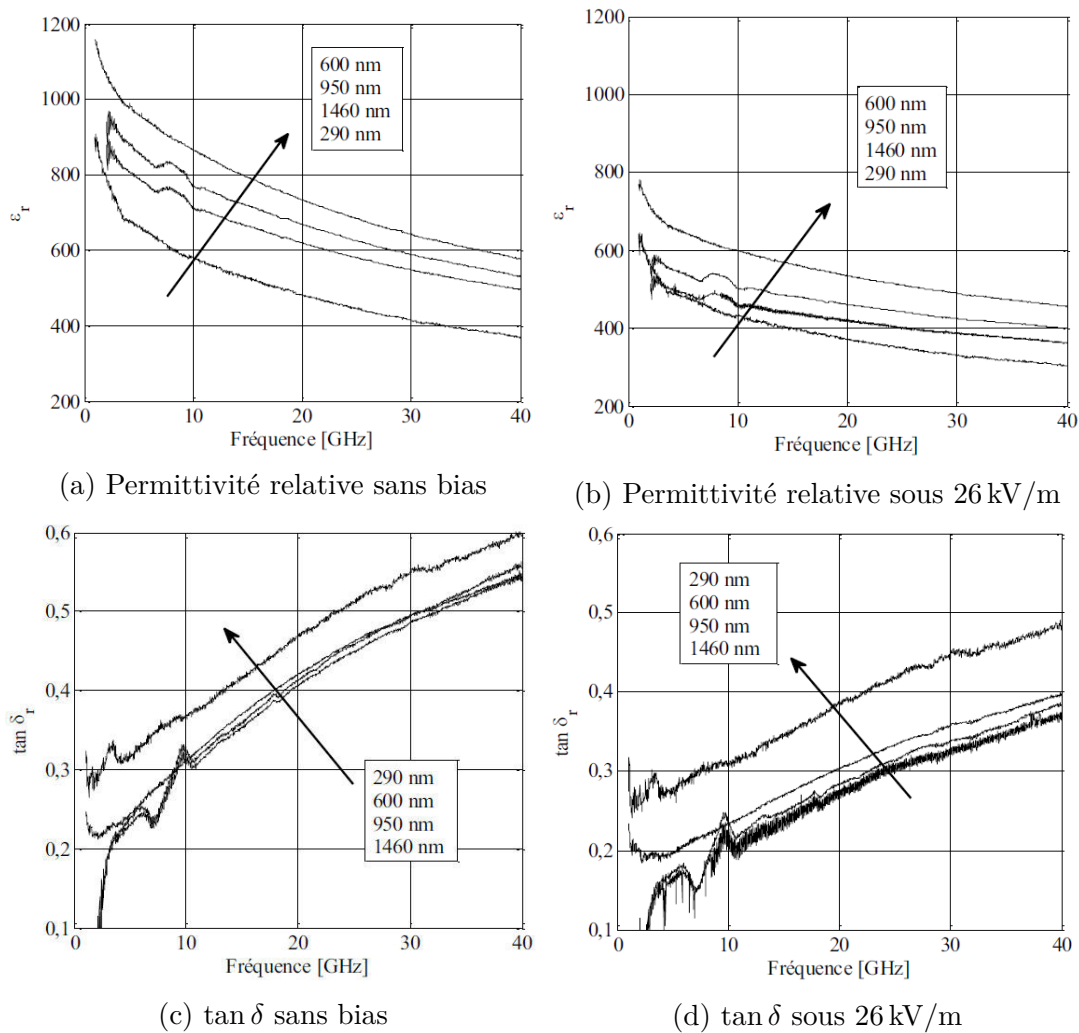 1200
1000
800
600
400
200
ε_r
600 nm
950 nm
1460 nm
290 nm
0 10 20 30 40
Fréquence [GHz]
(a) Permittivité relative sans bias
1200
1000
800
600
400
200
ε_r
600 nm
950 nm
1460 nm
290 nm
0 10 20 30 40
Fréquence [GHz]
(b) Permittivité relative sous 26 kV/m
0,6
0,5
0,4
0,3
0,2
0,1
tan δ_r
290 nm
600 nm
950 nm
1460 nm
0 10 20 30 40
Fréquence [GHz]
(c) tan δ sans bias
0,6
0,5
0,4
0,3
0,2
0,1
tan δ_r
290 nm
600 nm
950 nm
1460 nm
0 10 20 30 40
Fréquence [GHz]
(d) tan δ sous 26 kV/m